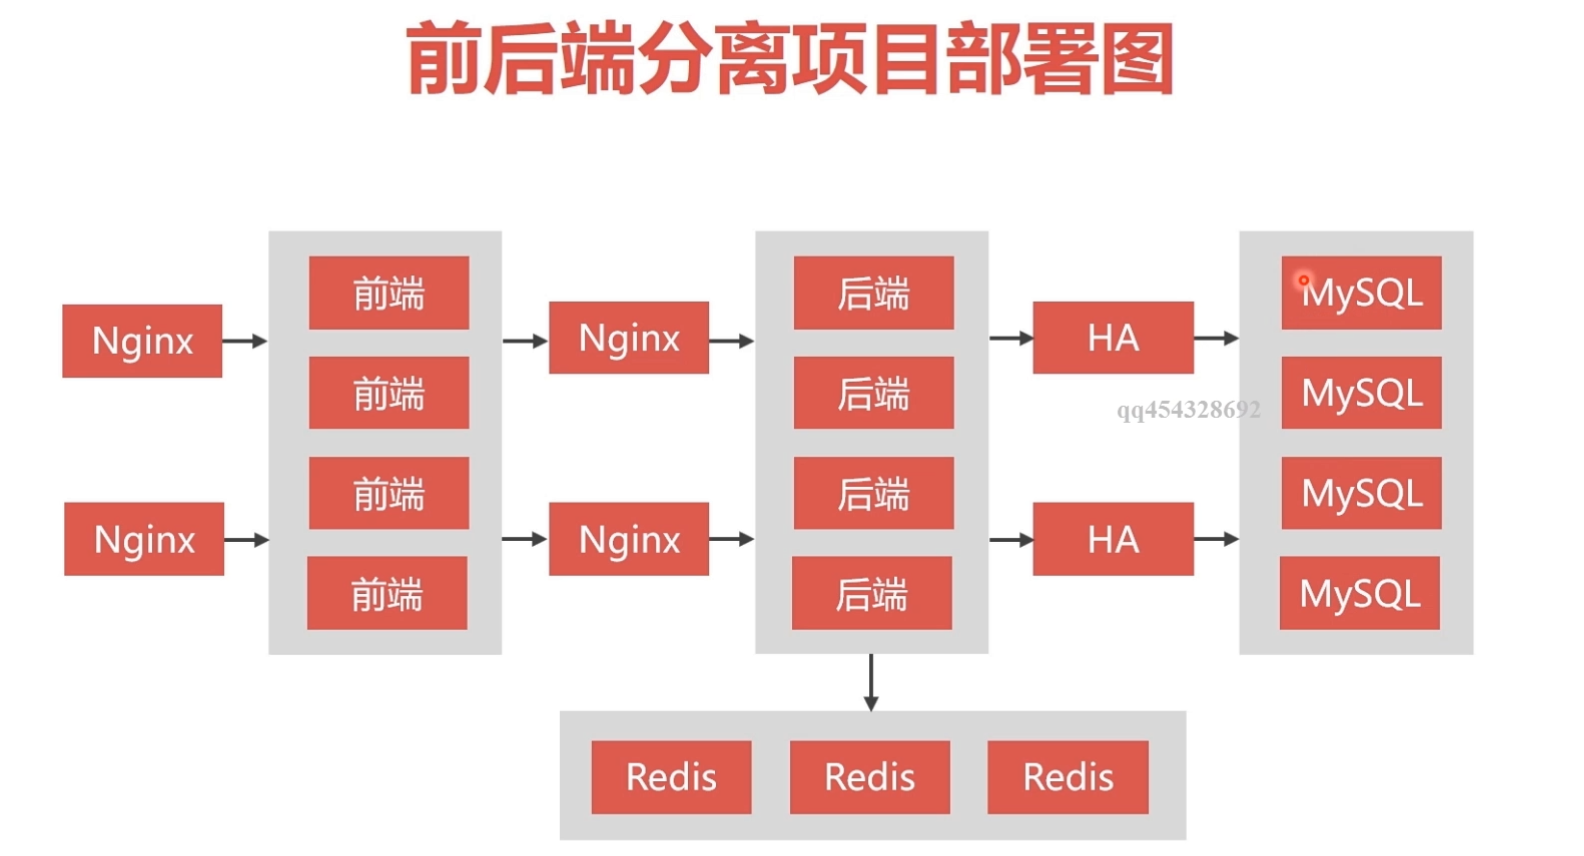 前后端分离项目部署图
Nginx
Nginx
前端
前端
前端
前端
Nginx
Nginx
后端
后端
后端
后端
HA
HA
qq454328692
MySQL
MySQL
MySQL
MySQL
Redis
Redis
Redis